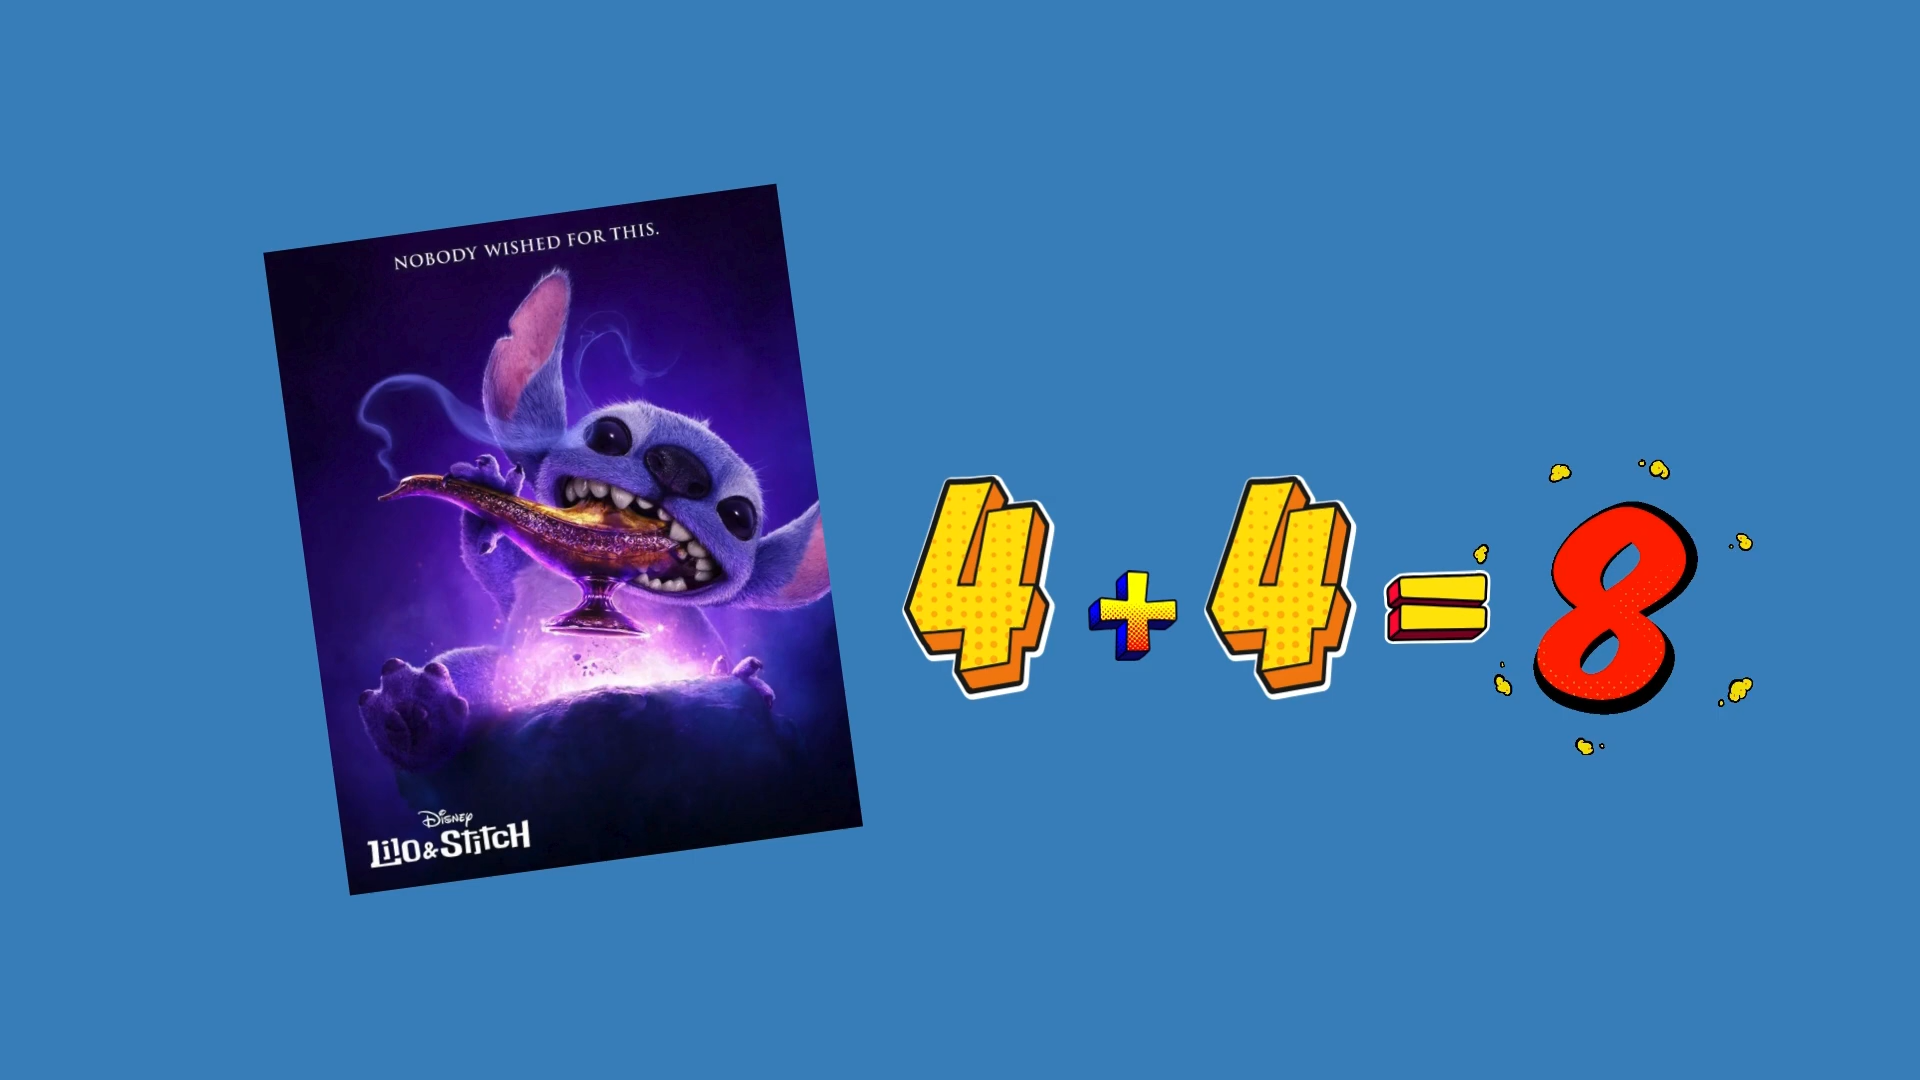 NOBODY WISHED FOR THIS.
4 + 4 = 8
Disney
Lilo & Stitch